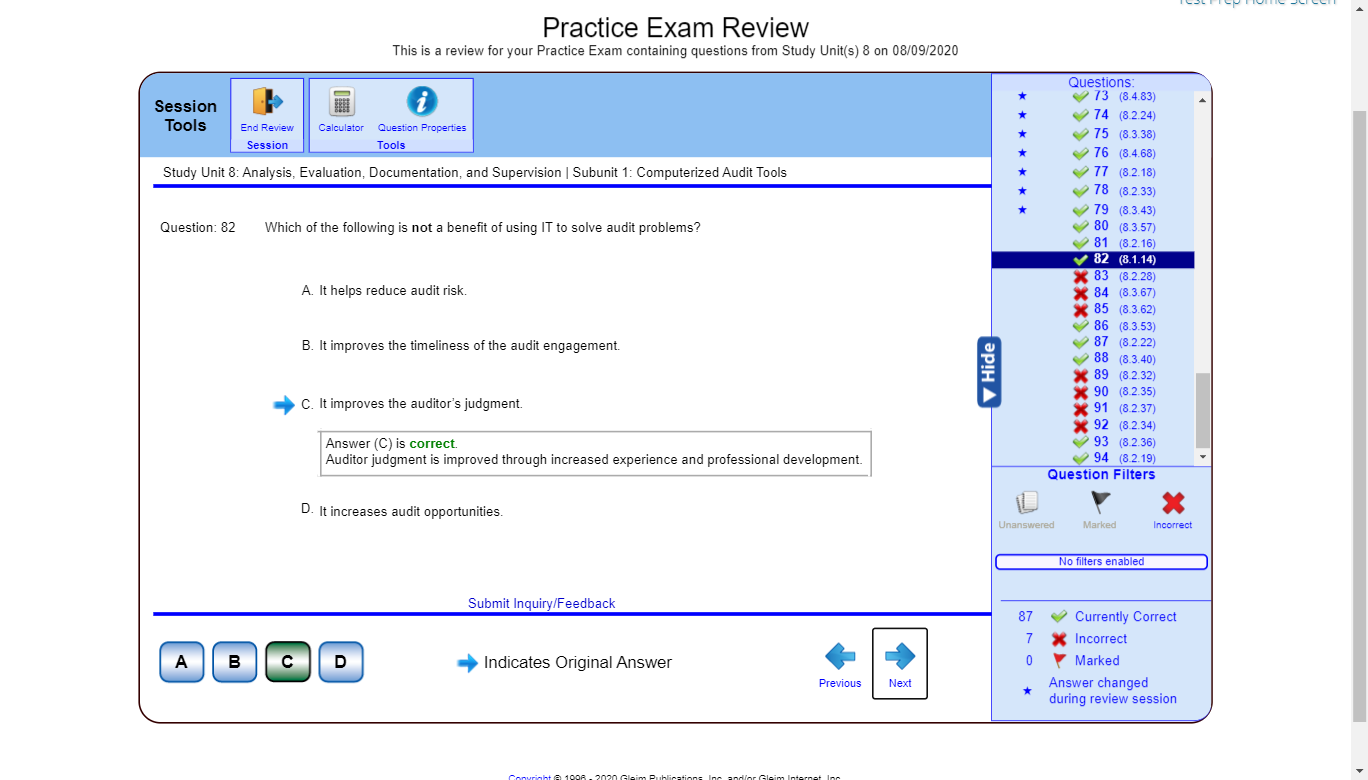 Test Prep Home Screen
Practice Exam Review
This is a review for your Practice Exam containing questions from Study Unit(s) 8 on 08/09/2020
Session
Tools
End Review
Session
Calculator
Question Properties
Tools
Study Unit 8: Analysis, Evaluation, Documentation, and Supervision | Subunit 1: Computerized Audit Tools
Question: 82 Which of the following is not a benefit of using IT to solve audit problems?
A. It helps reduce audit risk.
B. It improves the timeliness of the audit engagement.
C. It improves the auditor's judgment.
Answer (C) is correct.
Auditor judgment is improved through increased experience and professional development.
D. It increases audit opportunities.
Submit Inquiry/Feedback
A B C D
Indicates Original Answer
Previous
Next
Hide
Questions:
73 (8.4.83)
74 (8.2.24)
75 (8.3.38)
76 (8.4.68)
77 (8.2.18)
78 (8.2.33)
79 (8.3.43)
80 (8.3.57)
81 (8.2.16)
82 (8.1.14)
83 (8.2.28)
84 (8.3.67)
85 (8.3.62)
86 (8.3.53)
87 (8.2.22)
88 (8.3.40)
89 (8.2.32)
90 (8.2.35)
91 (8.2.37)
92 (8.2.34)
93 (8.2.36)
94 (8.2.19)
Question Filters
Unanswered
Marked
Incorrect
No filters enabled
87 Currently Correct
7 Incorrect
0 Marked
Answer changed
during review session
Copyright © 1996 - 2020 Gleim Publications, Inc. and/or Gleim Internet, Inc.